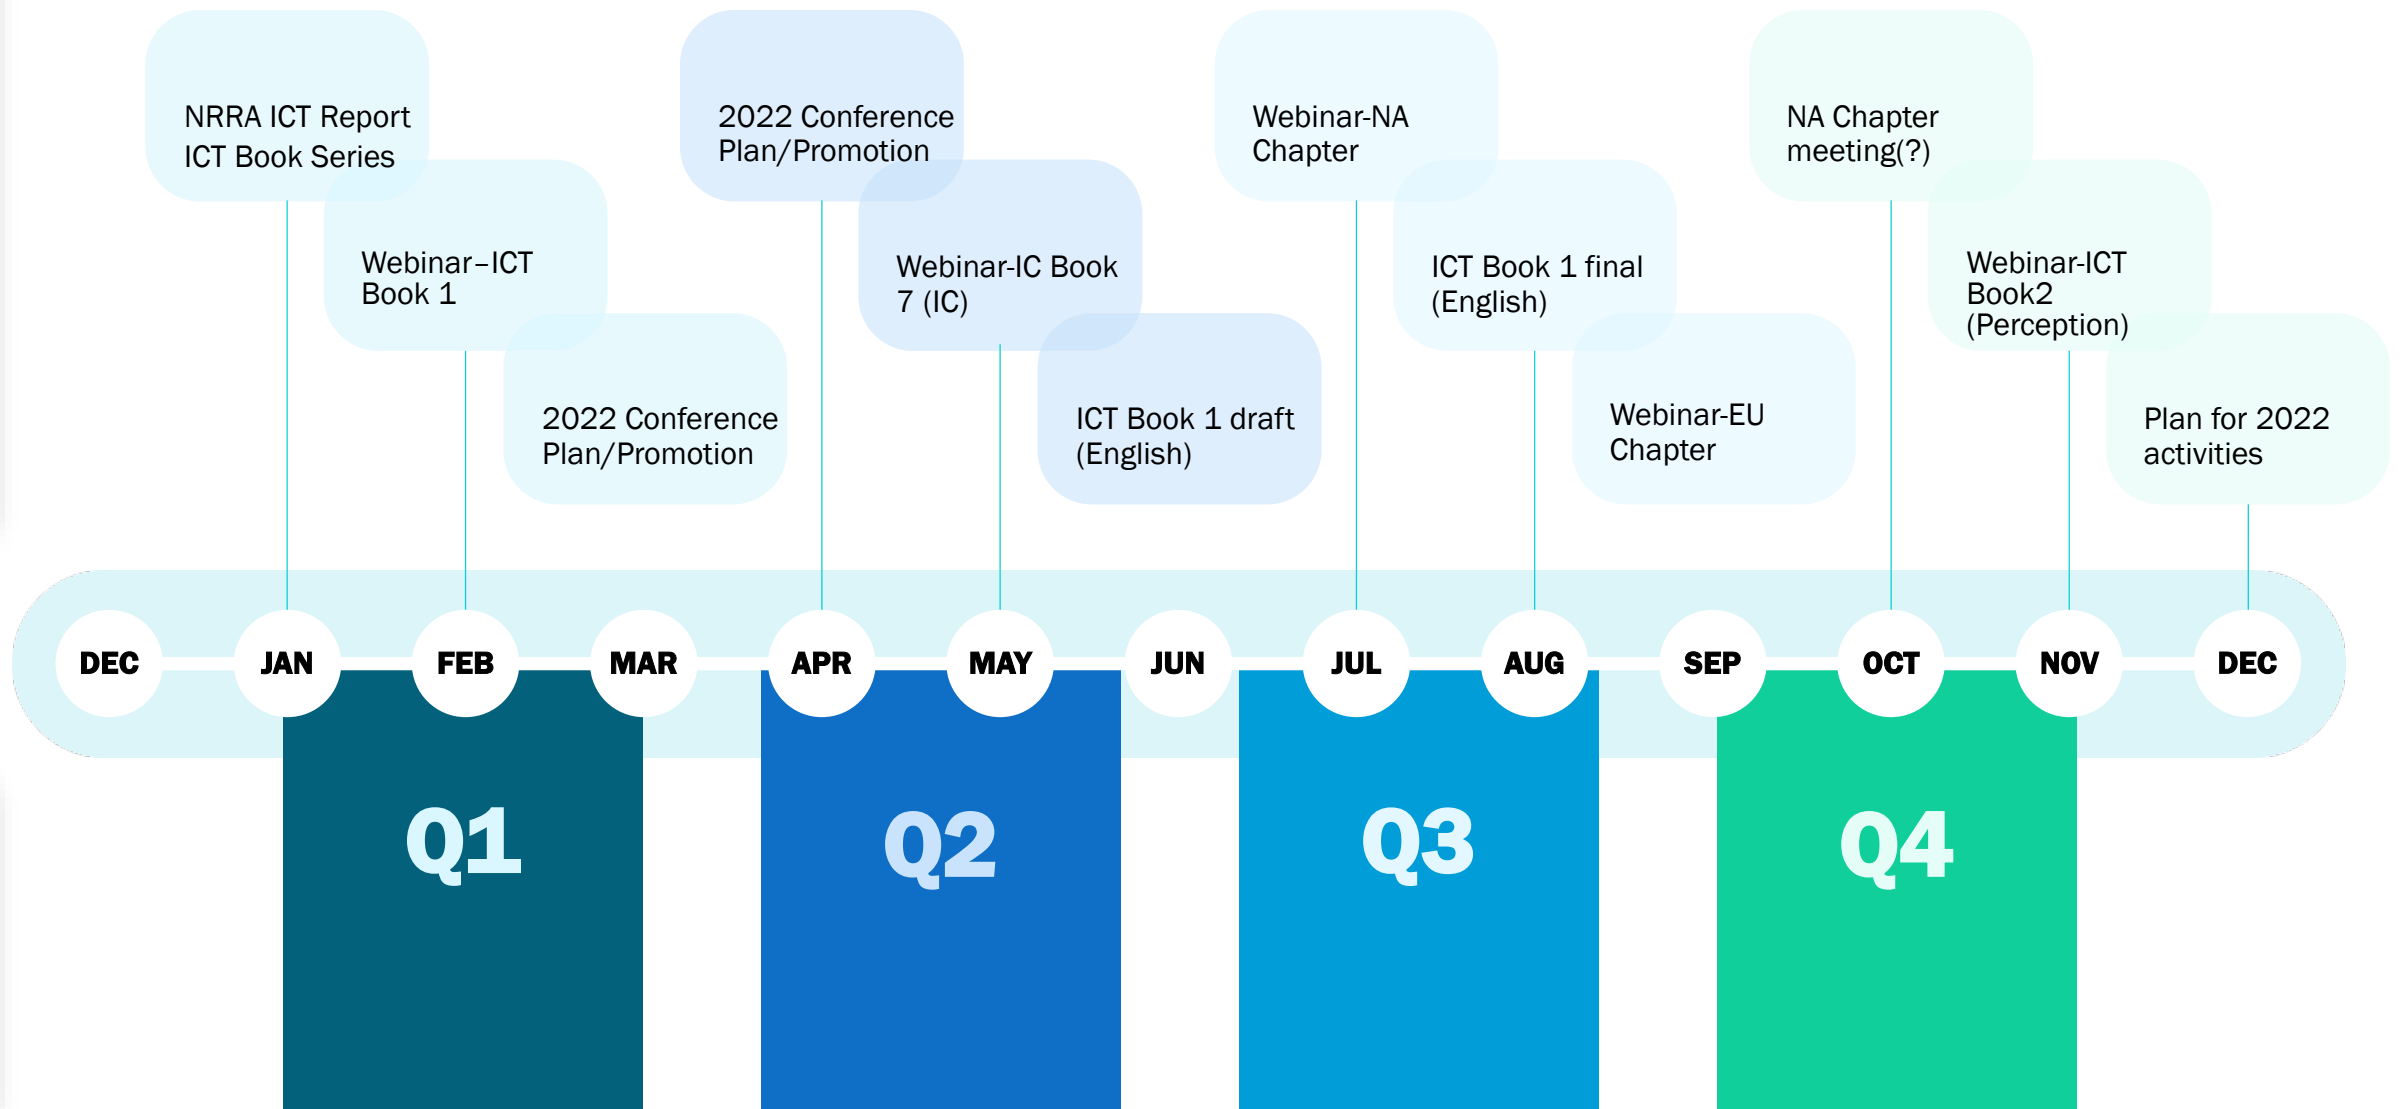 NRRA ICT Report
ICT Book Series
Webinar–ICT
Book 1
2022 Conference
Plan/Promotion
2022 Conference
Plan/Promotion
Webinar-IC Book
7 (IC)
ICT Book 1 draft
(English)
Webinar-NA
Chapter
ICT Book 1 final
(English)
Webinar-EU
Chapter
NA Chapter
meeting(?)
Webinar-ICT
Book2
(Perception)
Plan for 2022
activities
DEC JAN FEB MAR APR MAY JUN JUL AUG SEP OCT NOV DEC
Q1 Q2 Q3 Q4